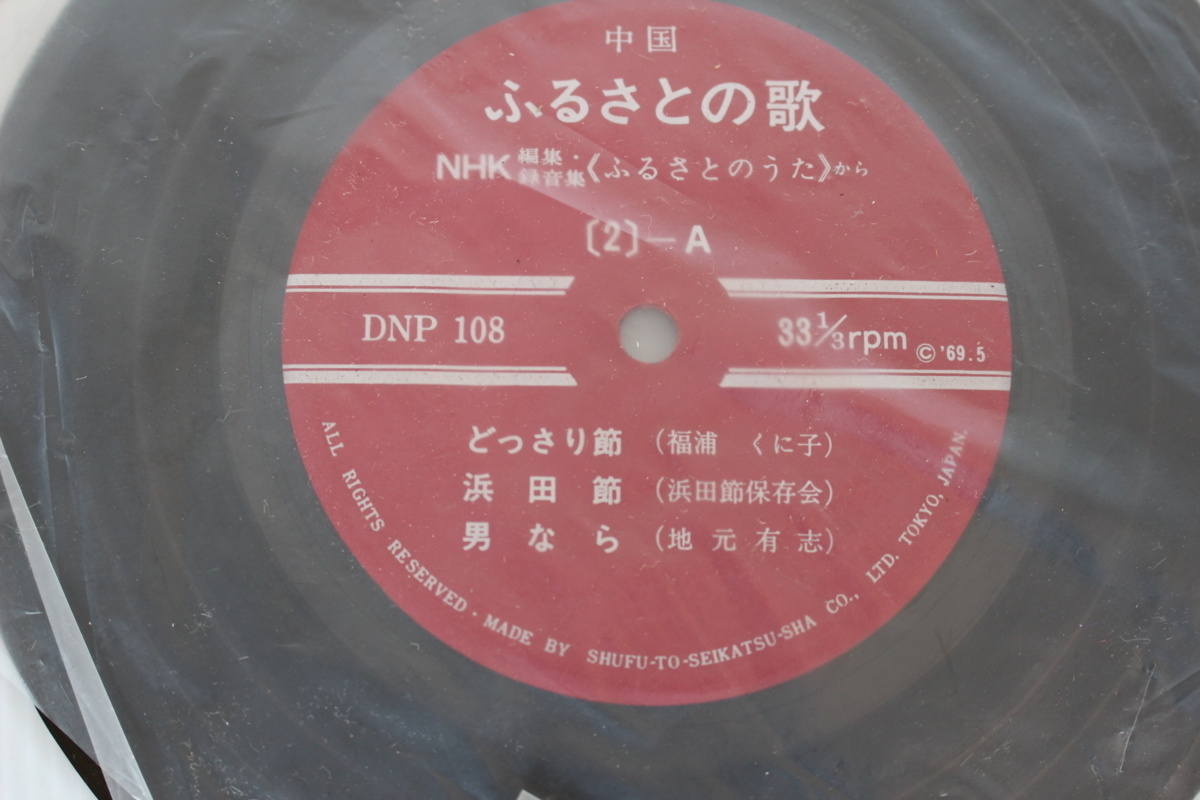 中国
ふるさとの歌
NHK 編集・録音集《ふるさとのうた》から
〔2〕-A
DNP 108
33⅓rpm ©'69.5
どっさり節 (福浦 くに子)
浜田節 (浜田節保存会)
男なら (地元有志)
ALL RIGHTS RESERVED・MADE BY SHUFU-TO-SEIKATSU-SHA CO., LTD. TOKYO, JAPAN.